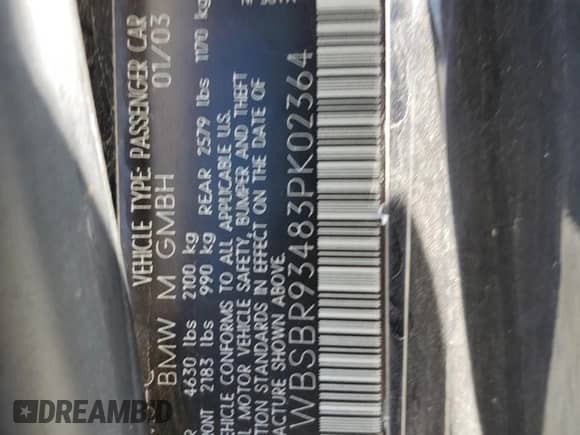 VEHICLE TYPE: PASSENGER CAR
BMW M GMBH 01/03
4630 lbs 2100 kg
2183 lbs 990 kg REAR 2579 lbs 1170 kg
VEHICLE CONFORMS TO ALL APPLICABLE U.S.
MOTOR VEHICLE SAFETY, BUMPER AND THEFT
STANDARDS IN EFFECT ON THE DATE OF
WBSBR93483PK02364
DREAMBID